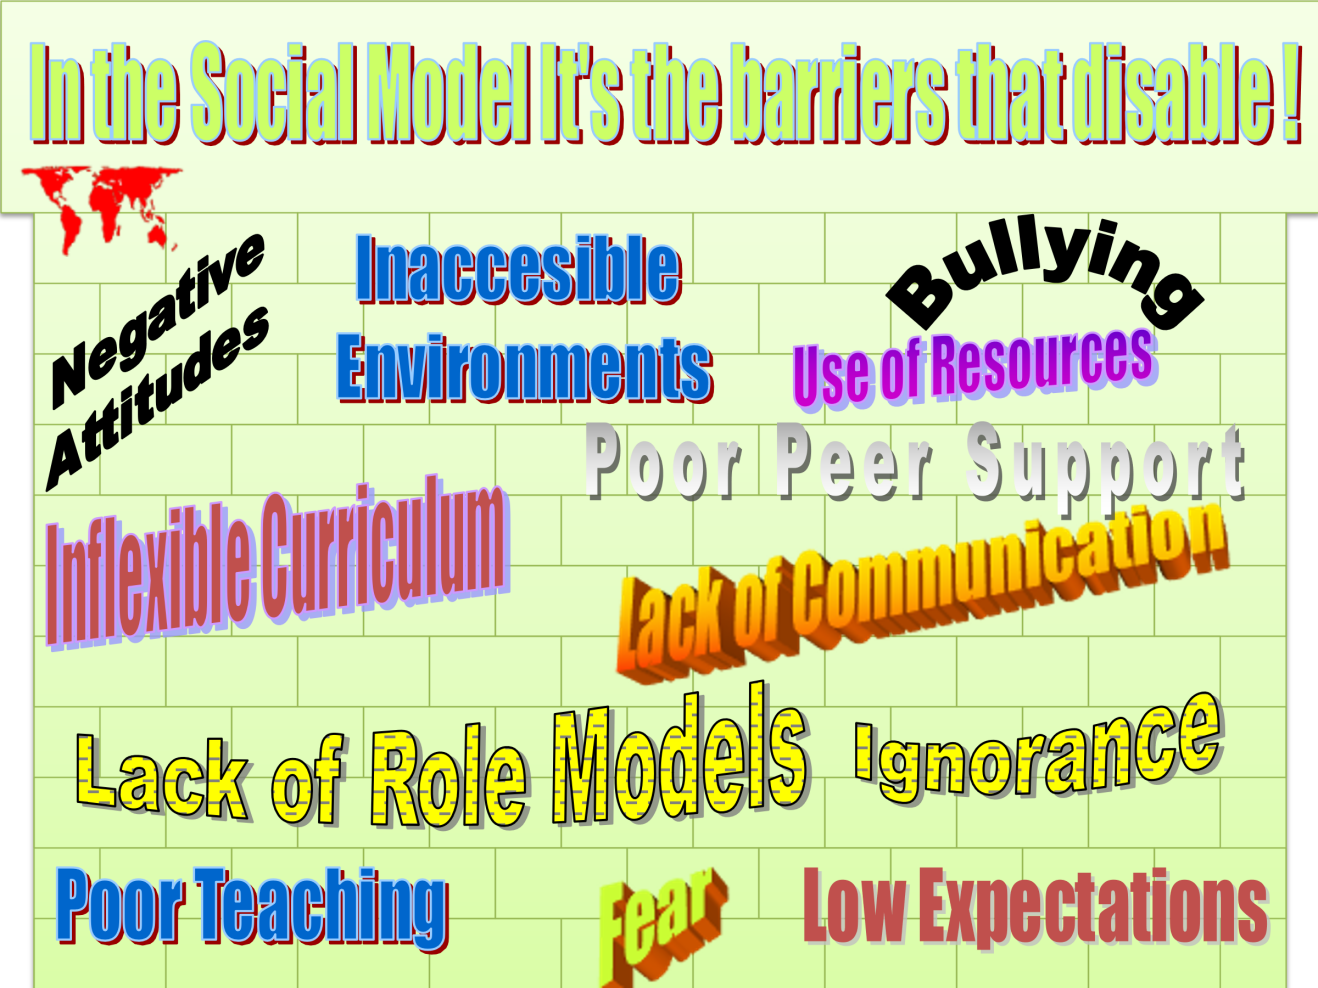 In the Social Model It's the barriers that disable !
Negative
Attitudes
Inaccesible
Environments
Bullying
Use of Resources
Poor Peer Support
Inflexible Curriculum
Lack of Communication
Lack of Role Models
Ignorance
Poor Teaching
Fear
Low Expectations